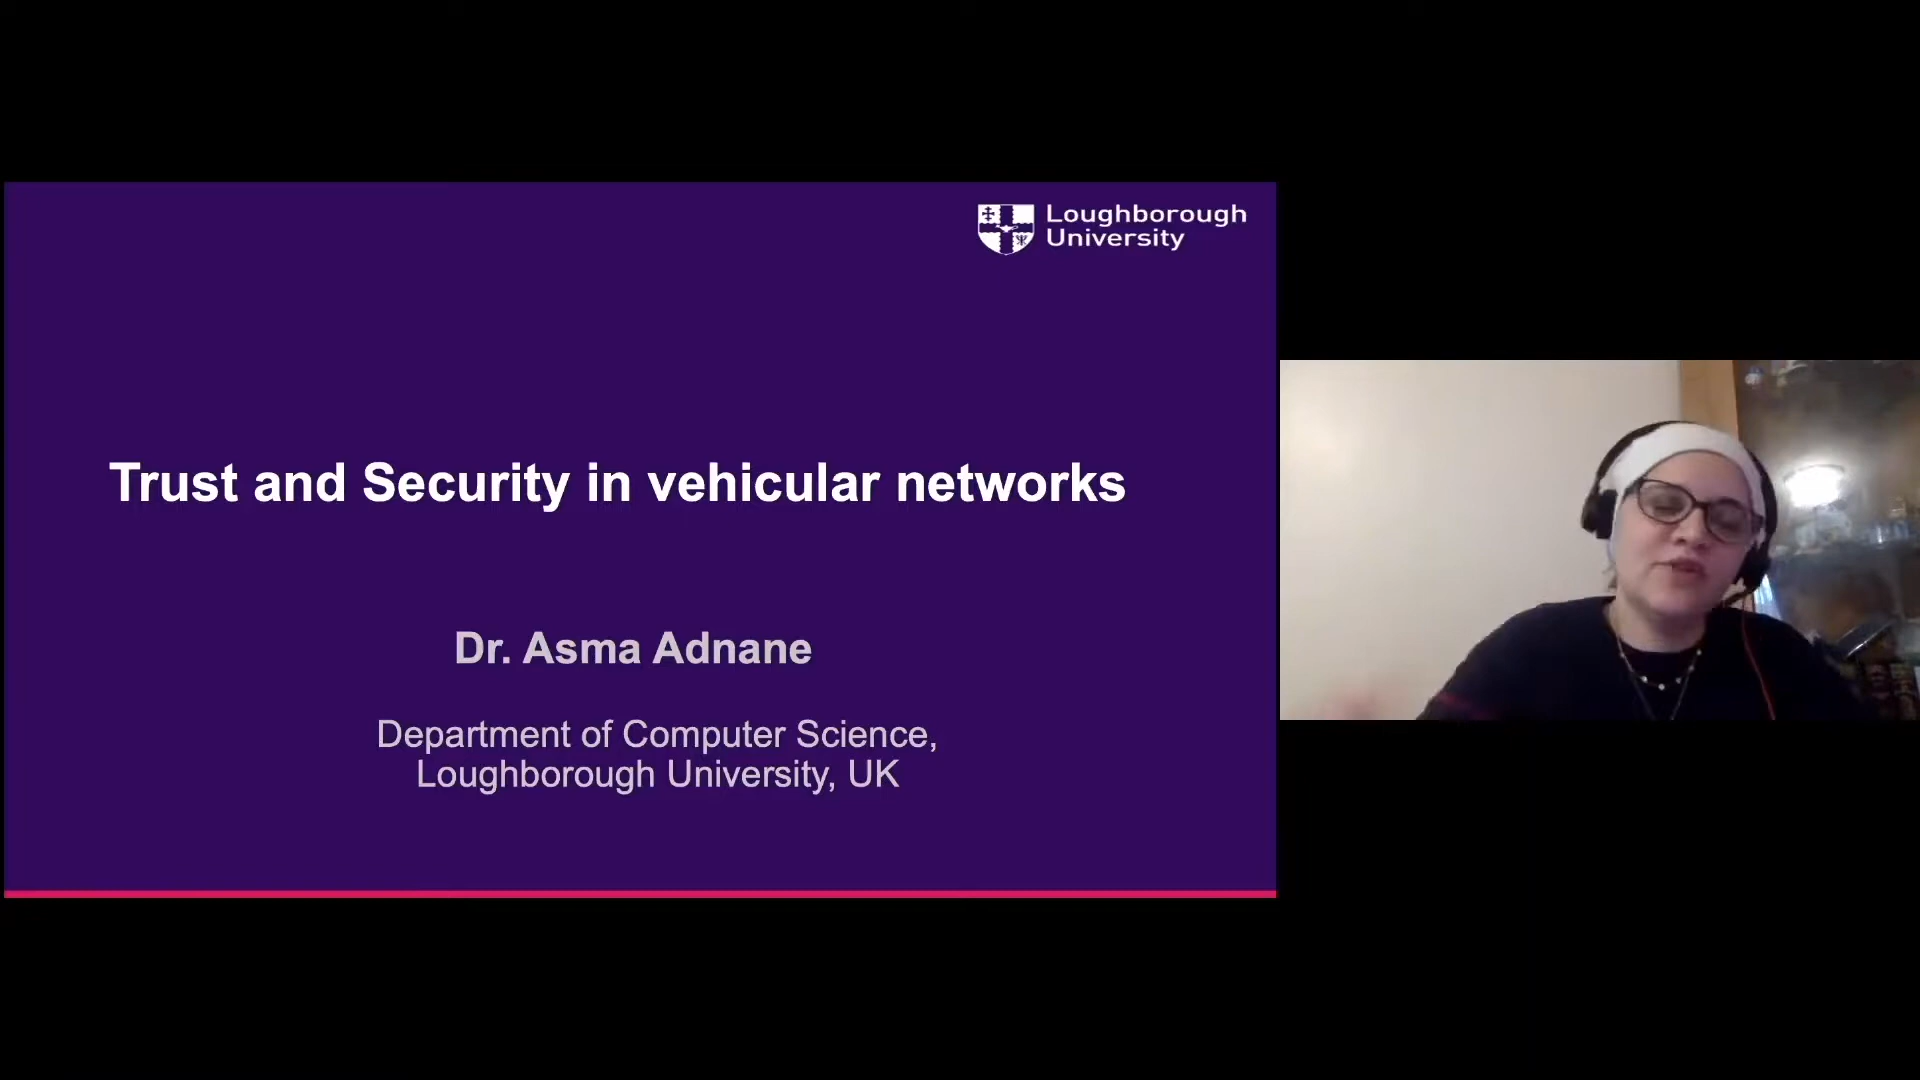 Loughborough
University
Trust and Security in vehicular networks
Dr. Asma Adnane
Department of Computer Science,
Loughborough University, UK